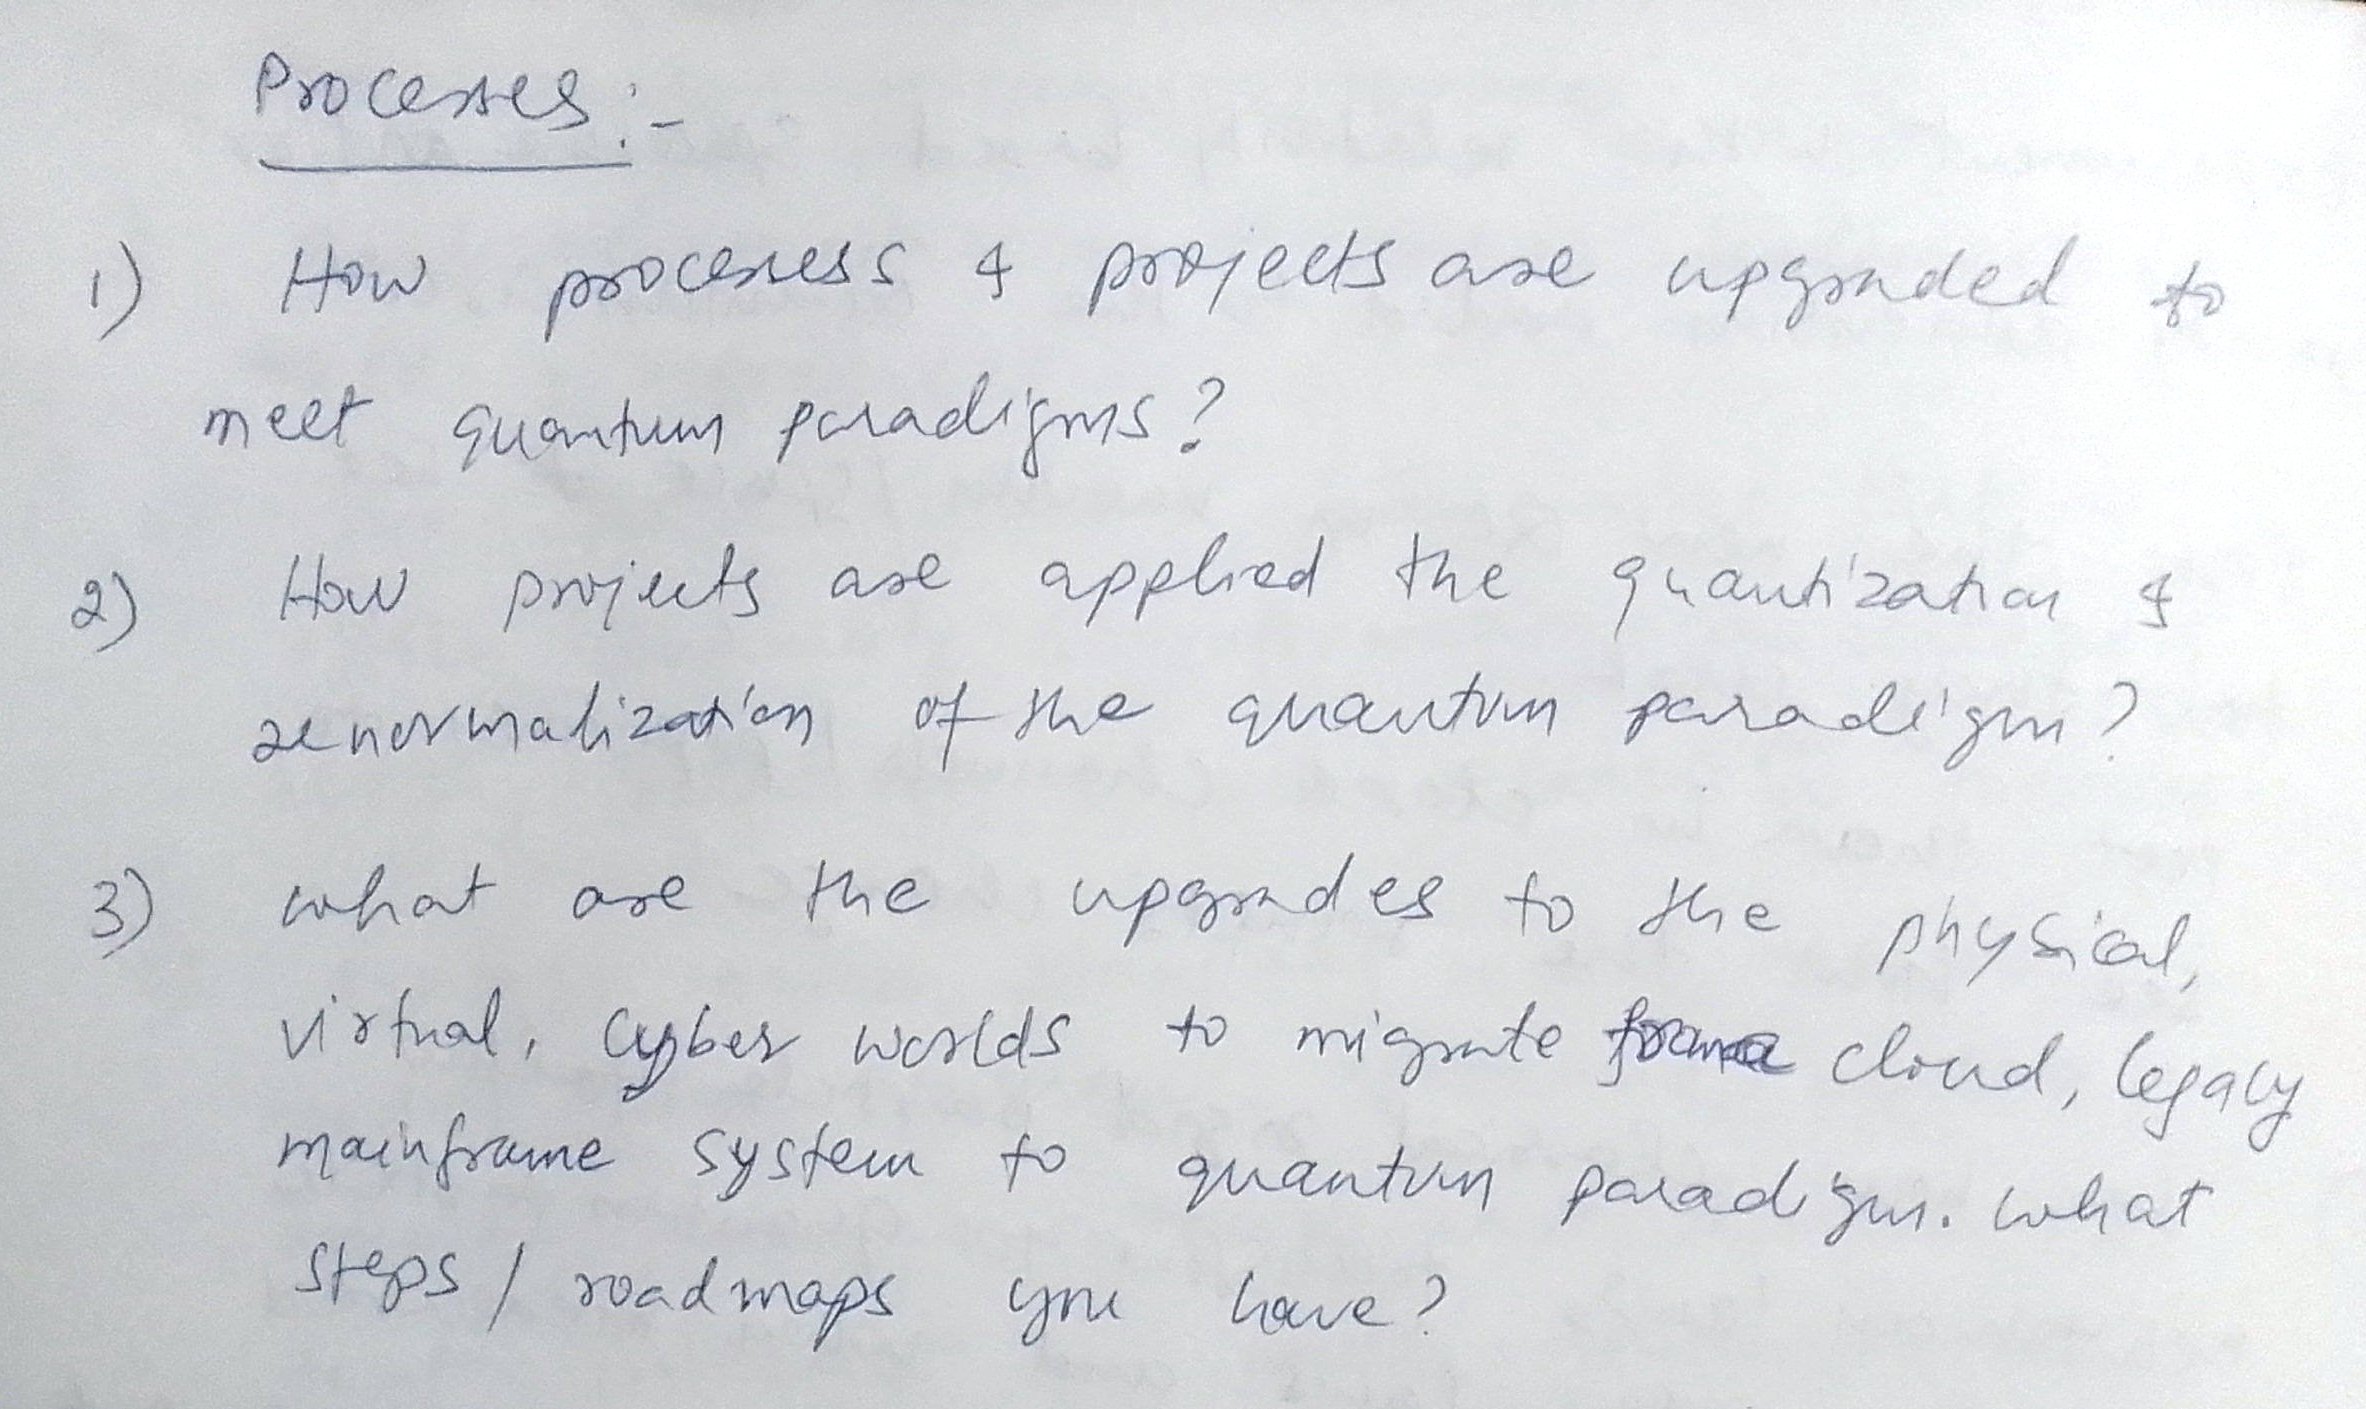 Processes:-
1) How processess & projects are upgraded to
meet quantum paradigms?
2) How projects are applied the quantization &
renormalization of the quantum paradigm?
3) what are the upgrades to the physical,
virtual, cyber worlds to migrate from cloud, legacy
mainframe system to quantum paradigm. what
steps / roadmaps you have?